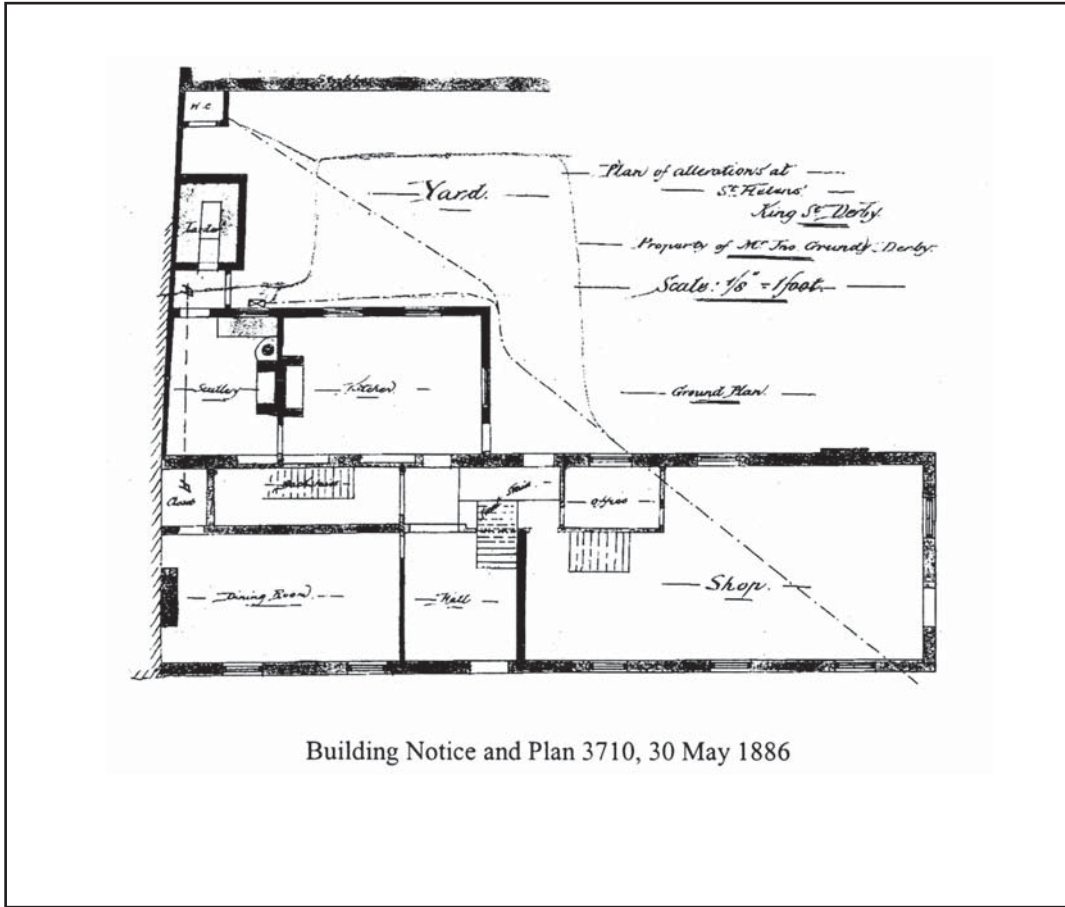 W.C
Yard.
Plan of alterations at
St Helens'
King St Derby.
Property of Mr Jno Grundy. Derby.
Scale: 1/8" = 1 foot.
Larder
Scullery
Kitchen
Ground Plan.
Closet
Office
Dining Room
Hall
Shop.
Building Notice and Plan 3710, 30 May 1886